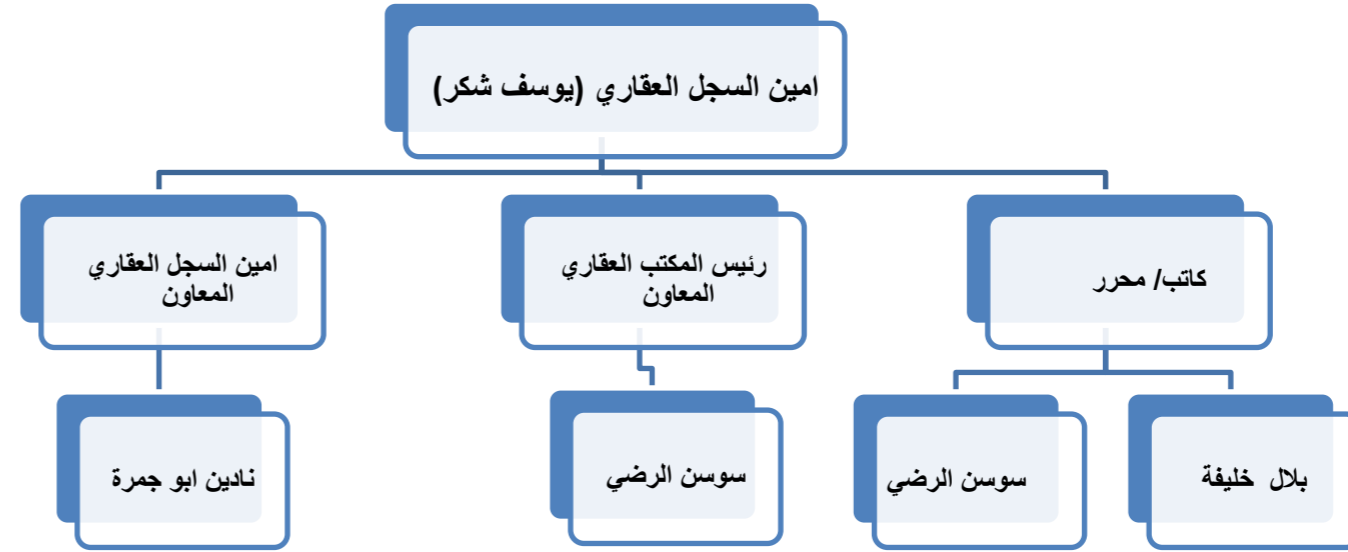 امين السجل العقاري (يوسف شكر)
كاتب/ محرر
رئيس المكتب العقاري
المعاون
امين السجل العقاري
المعاون
بلال خليفة
سوسن الرضي
سوسن الرضي
نادين ابو جمرة